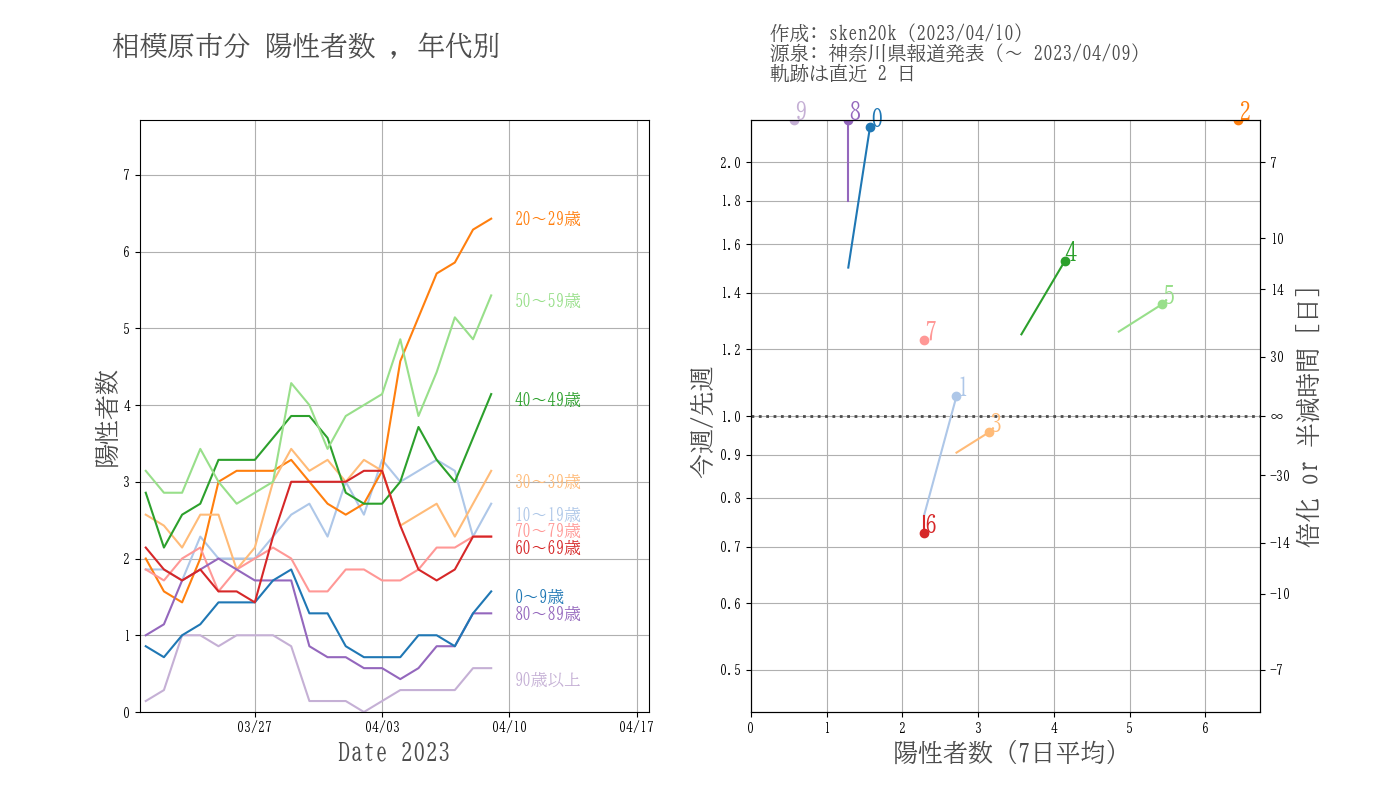 相模原市分 陽性者数 , 年代別
作成: sken20k (2023/04/10)
源泉: 神奈川県報道発表 (〜 2023/04/09)
軌跡は直近 2 日
陽性者数
7
6
5
4
3
2
1
0
03/27
04/03
04/10
04/17
Date 2023
20〜29歳
50〜59歳
40〜49歳
30〜39歳
10〜19歳
70〜79歳
60〜69歳
0〜9歳
80〜89歳
90歳以上
今週/先週
2.0
1.8
1.6
1.4
1.2
1.0
0.9
0.8
0.7
0.6
0.5
9
8
0
2
4
5
7
1
3
6
0
1
2
3
4
5
6
陽性者数 (7日平均)
7
10
14
30
∞
-30
-14
-10
-7
倍化 or 半減時間 [日]